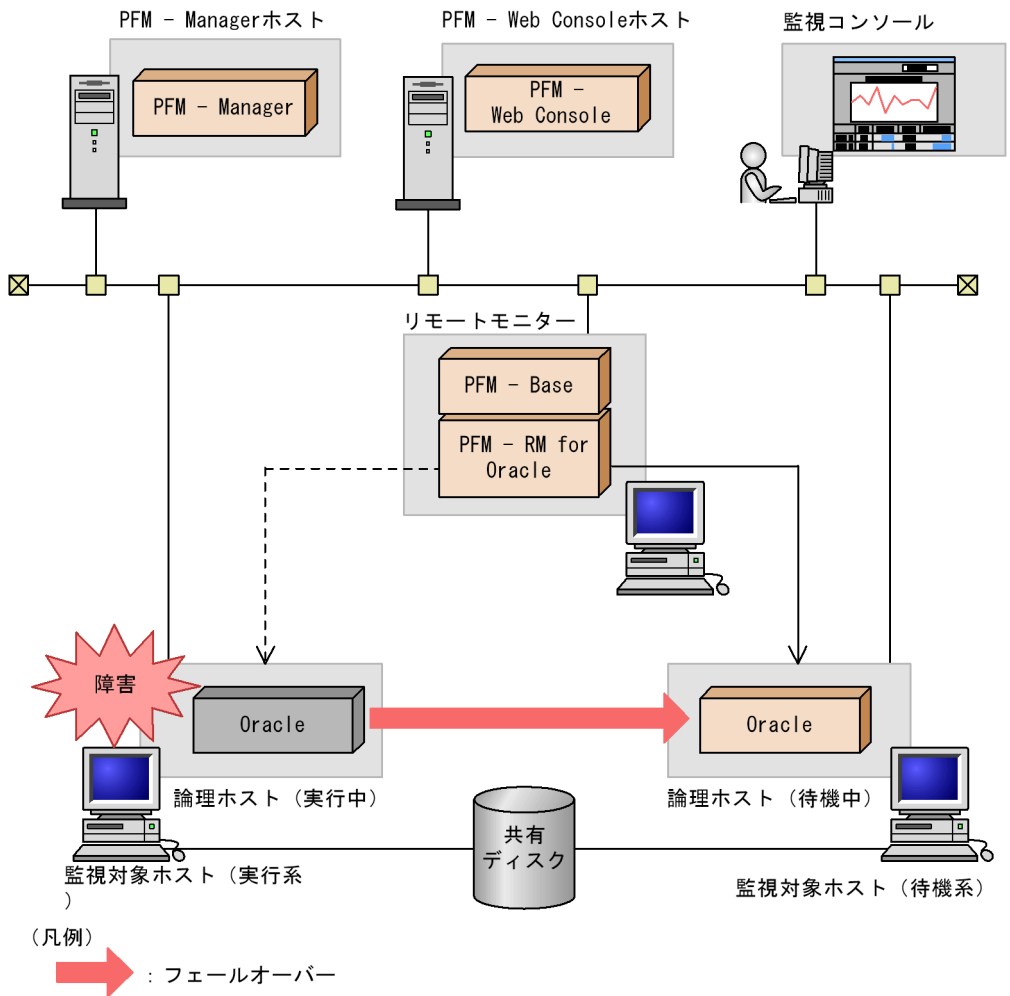 PFM - Managerホスト
PFM - Web Consoleホスト
監視コンソール
PFM - Manager
PFM -
Web Console
リモートモニター
PFM - Base
PFM - RM for
Oracle
障害
Oracle
Oracle
論理ホスト（実行中）
論理ホスト（待機中）
共有
ディスク
監視対象ホスト（実行系
）
監視対象ホスト（待機系）
（凡例）
: フェールオーバー